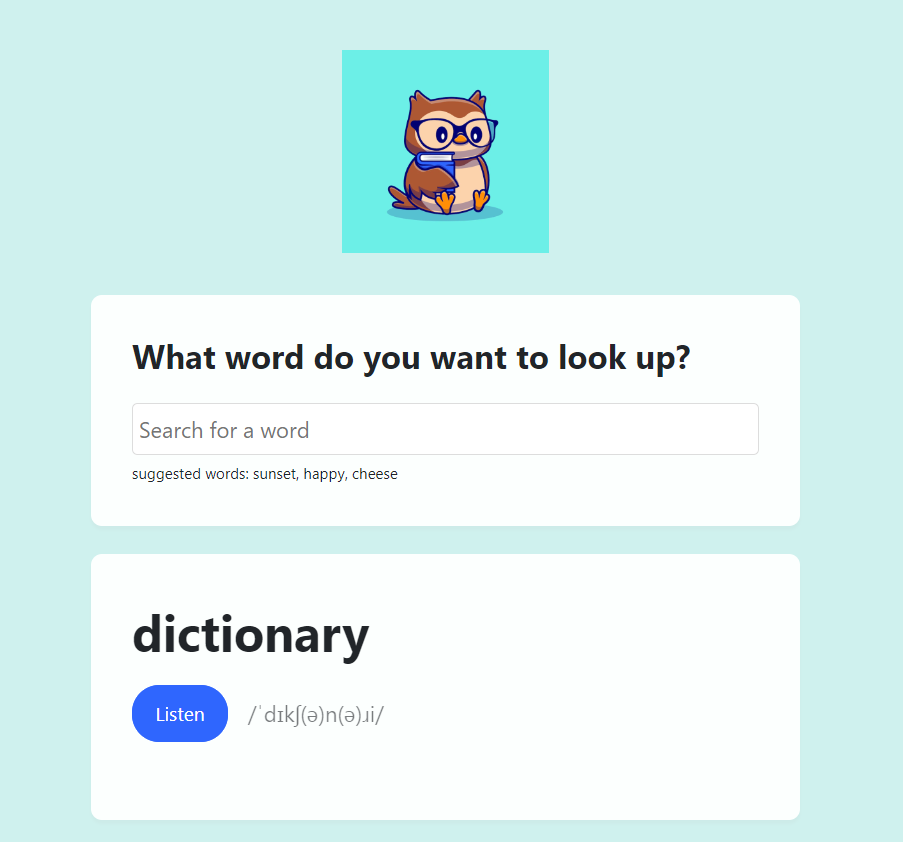 What word do you want to look up?
Search for a word
suggested words: sunset, happy, cheese
dictionary
Listen
/ˈdɪkʃ(ə)n(ə)ɹi/